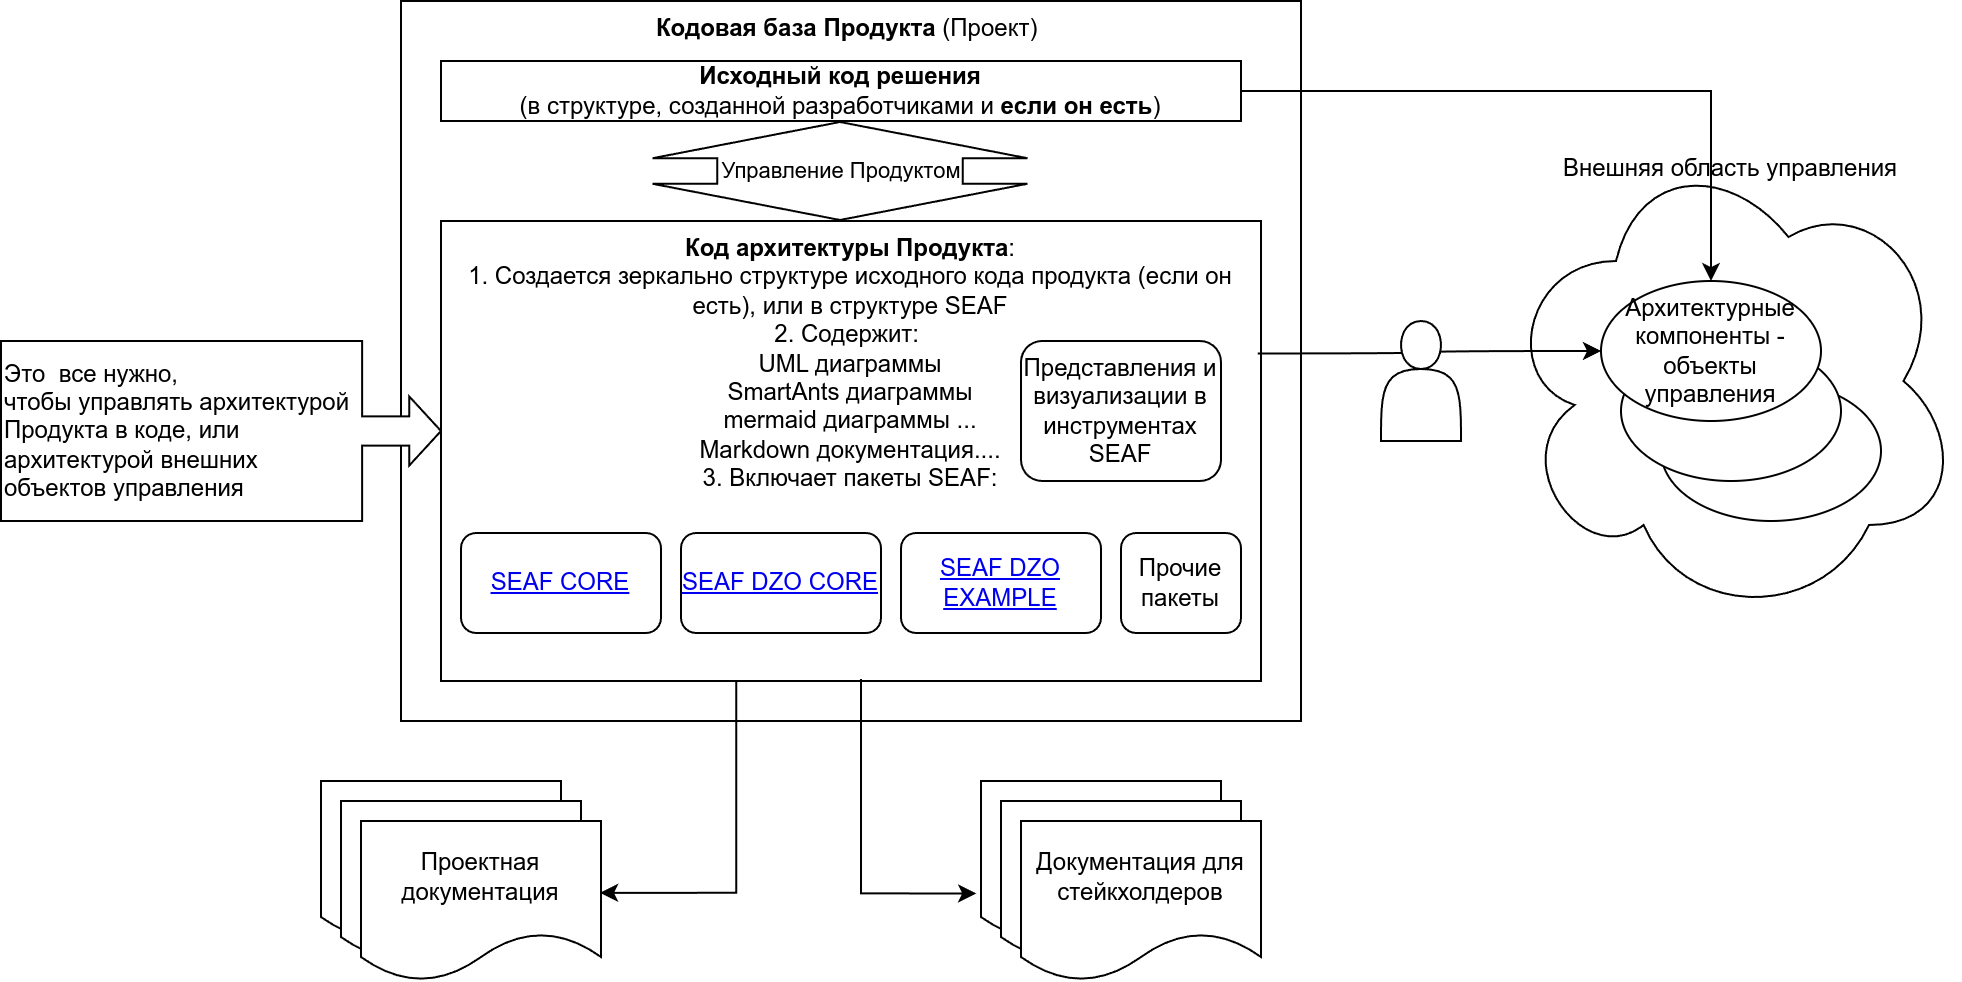 Кодовая база Продукта (Проект)
Исходный код решения
(в структуре, созданной разработчиками и если он есть)
Управление Продуктом
Внешняя область управления
Код архитектуры Продукта:
1. Создается зеркально структуре исходного кода продукта (если он
есть), или в структуре SEAF
2. Содержит:
UML диаграммы
SmartAnts диаграммы
mermaid диаграммы ...
Markdown документация....
3. Включает пакеты SEAF:
Представления и
визуализации в
инструментах
SEAF
Архитектурные
компоненты -
объекты
управления
Это  все нужно,
чтобы управлять архитектурой
Продукта в коде, или
архитектурой внешних
объектов управления
SEAF CORE
SEAF DZO CORE
SEAF DZO
EXAMPLE
Прочие
пакеты
Проектная
документация
Документация для
стейкхолдеров